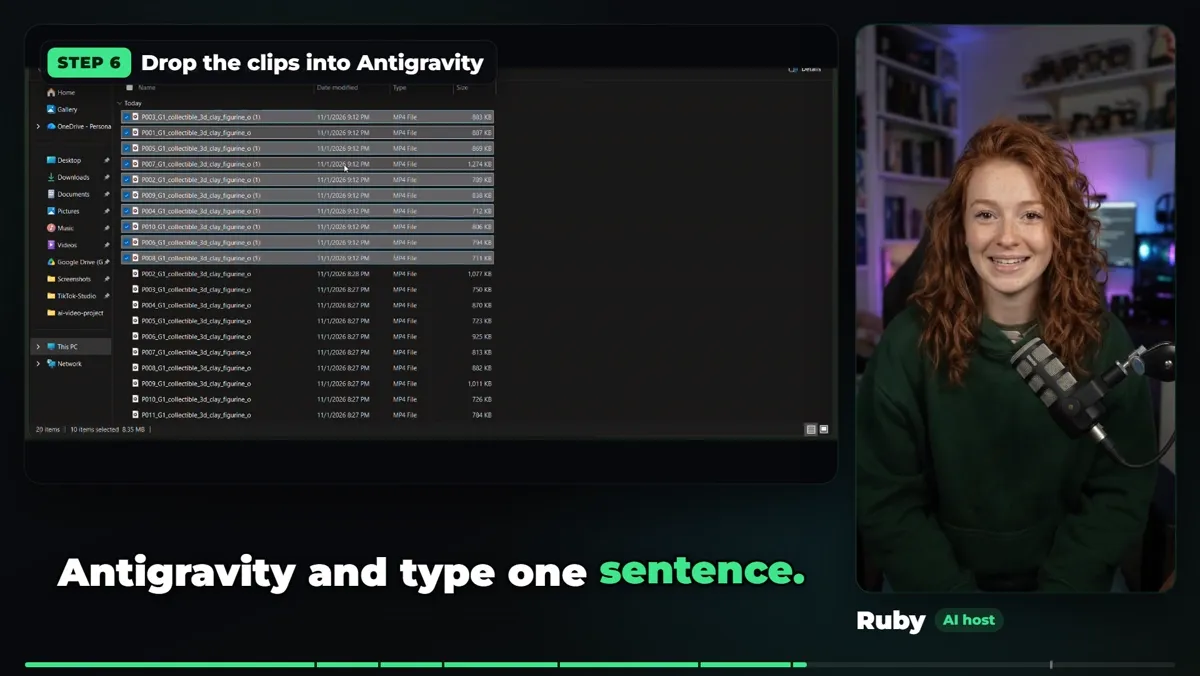 STEP 6 Drop the clips into Antigravity
Details
Name Date modified Type Size
Home
Gallery
OneDrive - Persona
Desktop
Downloads
Documents
Pictures
Music
Videos
Google Drive (G
Screenshots
TikTok-Studio
ai-video-project
This PC
Network
Today
P003_G1_collectible_3d_clay_figurine_o (1) 11/1/2026 9:12 PM MP4 File 883 KB
P001_G1_collectible_3d_clay_figurine_o 11/1/2026 9:12 PM MP4 File 887 KB
P005_G1_collectible_3d_clay_figurine_o (1) 11/1/2026 9:12 PM MP4 File 869 KB
P007_G1_collectible_3d_clay_figurine_o (1) 11/1/2026 9:12 PM MP4 File 1,274 KB
P002_G1_collectible_3d_clay_figurine_o (1) 11/1/2026 9:12 PM MP4 File 799 KB
P009_G1_collectible_3d_clay_figurine_o (1) 11/1/2026 9:12 PM MP4 File 838 KB
P004_G1_collectible_3d_clay_figurine_o (1) 11/1/2026 9:12 PM MP4 File 712 KB
P010_G1_collectible_3d_clay_figurine_o (1) 11/1/2026 9:12 PM MP4 File 806 KB
P006_G1_collectible_3d_clay_figurine_o (1) 11/1/2026 9:12 PM MP4 File 794 KB
P008_G1_collectible_3d_clay_figurine_o (1) 11/1/2026 9:12 PM MP4 File KB
P002_G1_collectible_3d_clay_figurine_o 11/1/2026 8:28 PM MP4 File 1,077 KB
P003_G1_collectible_3d_clay_figurine_o 11/1/2026 8:27 PM MP4 File 750 KB
P004_G1_collectible_3d_clay_figurine_o 11/1/2026 8:27 PM MP4 File 870 KB
P005_G1_collectible_3d_clay_figurine_o 11/1/2026 8:27 PM MP4 File 723 KB
P006_G1_collectible_3d_clay_figurine_o 11/1/2026 8:27 PM MP4 File 925 KB
P007_G1_collectible_3d_clay_figurine_o 11/1/2026 8:27 PM MP4 File 813 KB
P008_G1_collectible_3d_clay_figurine_o 11/1/2026 8:27 PM MP4 File 882 KB
P009_G1_collectible_3d_clay_figurine_o 11/1/2026 8:27 PM MP4 File 1,011 KB
P010_G1_collectible_3d_clay_figurine_o 11/1/2026 8:27 PM MP4 File 726 KB
P011_G1_collectible_3d_clay_figurine_o 11/1/2026 8:27 PM MP4 File 784 KB
10 items selected 8.35 MB
Antigravity and type one sentence.
Ruby AI host